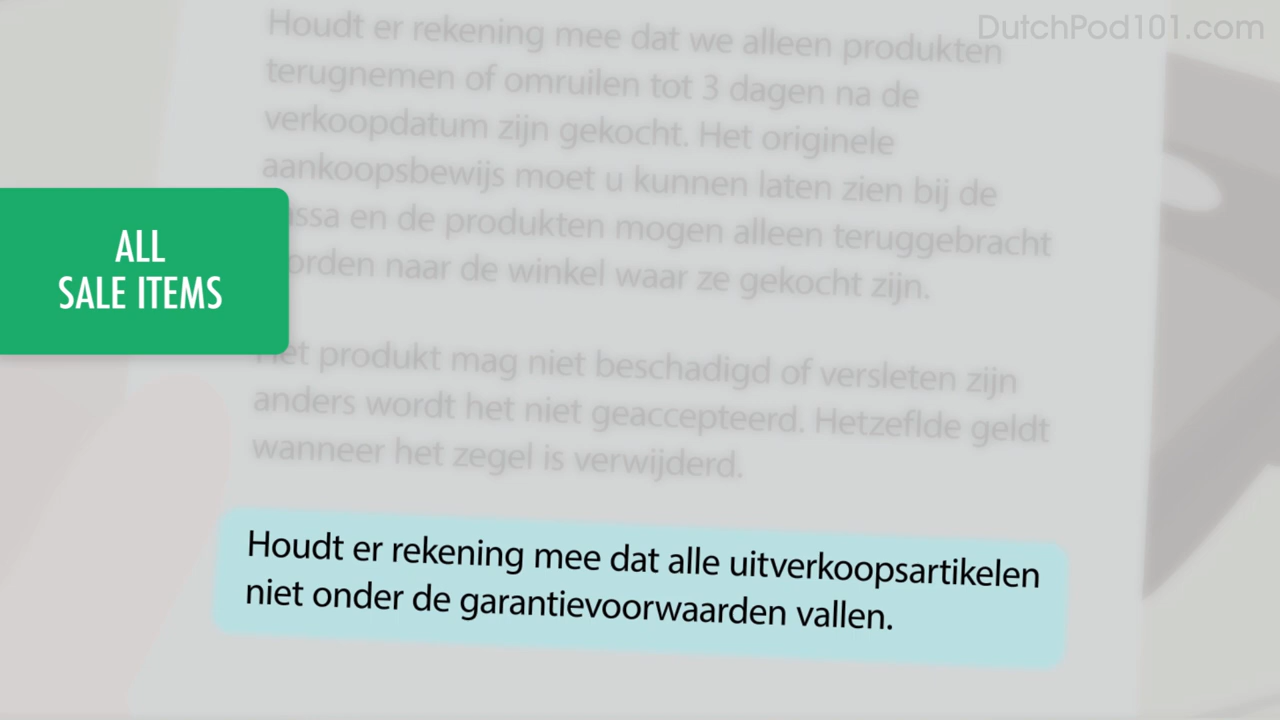 DutchPod101.com
Houdt er rekening mee dat we alleen produkten
terugnemen of omruilen tot 3 dagen na de
verkoopdatum zijn gekocht. Het originele
aankoopsbewijs moet u kunnen laten zien bij de
en de produkten mogen alleen teruggebracht
naar de winkel waar ze gekocht zijn.
ALL
SALE ITEMS
Het produkt mag niet beschadigd of versleten zijn
anders wordt het niet geaccepteerd. Hetzeflde geldt
wanneer het zegel is verwijderd.
Houdt er rekening mee dat alle uitverkoopsartikelen
niet onder de garantievoorwaarden vallen.